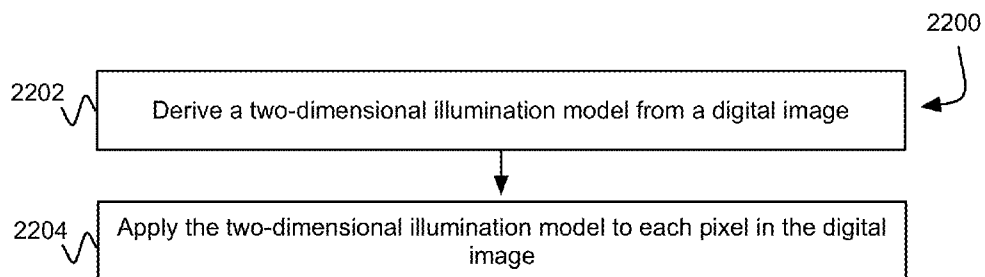 2200
2202
Derive a two-dimensional illumination model from a digital image
2204
Apply the two-dimensional illumination model to each pixel in the digital
image